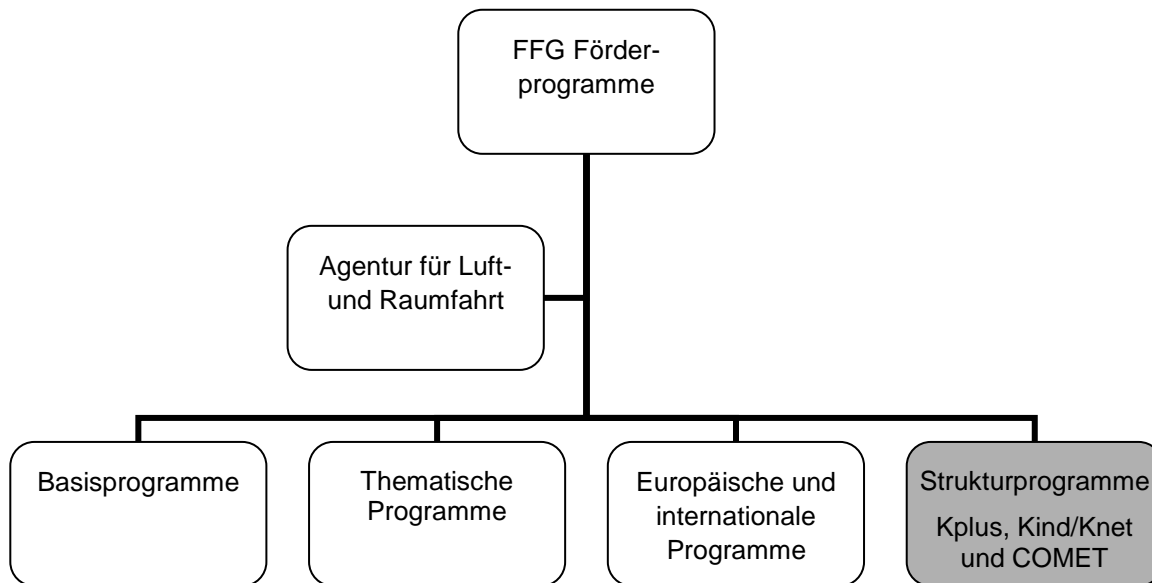 FFG Förder-
programme
Agentur für Luft-
und Raumfahrt
Basisprogramme
Thematische
Programme
Europäische und
internationale
Programme
Strukturprogramme
Kplus, Kind/Knet
und COMET